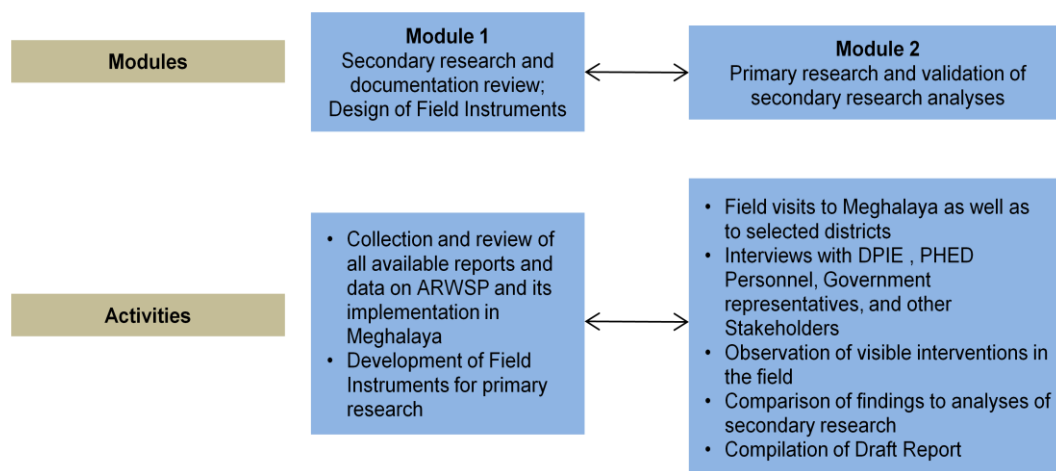 Modules
Module 1
Secondary research and
documentation review;
Design of Field Instruments
Module 2
Primary research and validation of
secondary research analyses
Activities
• Collection and review of
all available reports and
data on ARWSP and its
implementation in
Meghalaya
• Development of Field
Instruments for primary
research
• Field visits to Meghalaya as well as
to selected districts
• Interviews with DPIE , PHED
Personnel, Government
representatives, and other
Stakeholders
• Observation of visible interventions in
the field
• Comparison of findings to analyses of
secondary research
• Compilation of Draft Report